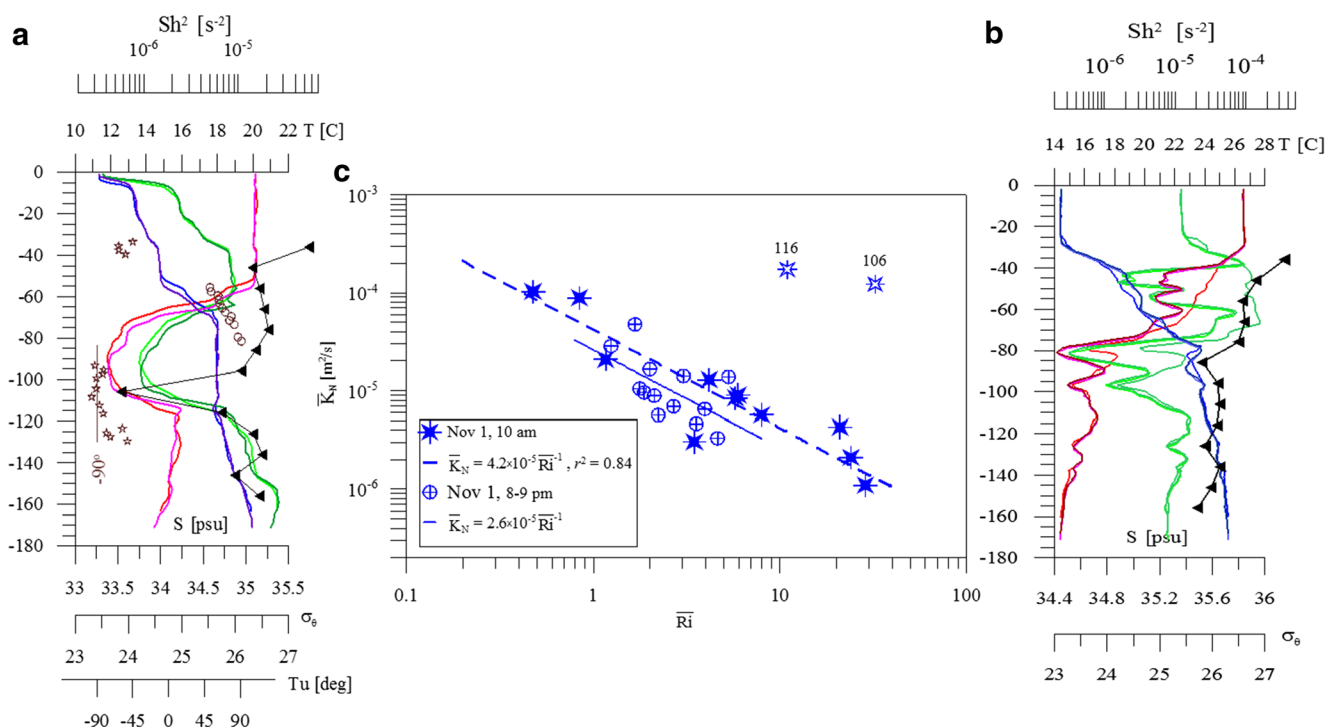 a
Sh² [s⁻²]
10⁻⁶ 10⁻⁵
10 12 14 16 18 20 22 T [C]
0
-20
-40
-60
-80
-100
-120
-140
-160
-180
-90°
S [psu]
33 33.5 34 34.5 35 35.5
σθ
23 24 25 26 27
Tu [deg]
-90 -45 0 45 90
c
K̅_N [m²/s]
10⁻³
10⁻⁴
10⁻⁵
10⁻⁶
116
106
Nov 1, 10 am
K̅_N = 4.2×10⁻⁵R̅i̅⁻¹ , r² = 0.84
Nov 1, 8-9 pm
K̅_N = 2.6×10⁻⁵R̅i̅⁻¹
0.1 1 10 100
R̅i̅
b
Sh² [s⁻²]
10⁻⁶ 10⁻⁵ 10⁻⁴
14 16 18 20 22 24 26 28 T [C]
0
-20
-40
-60
-80
-100
-120
-140
-160
-180
S [psu]
34.4 34.8 35.2 35.6 36
σθ
23 24 25 26 27